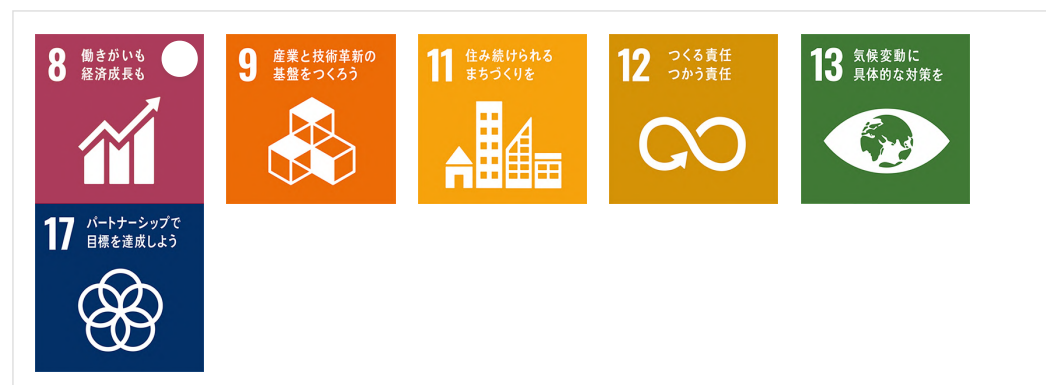 8
働きがいも
経済成長も
9
産業と技術革新の
基盤をつくろう
11
住み続けられる
まちづくりを
12
つくる責任
つかう責任
13
気候変動に
具体的な対策を
17
パートナーシップで
目標を達成しよう